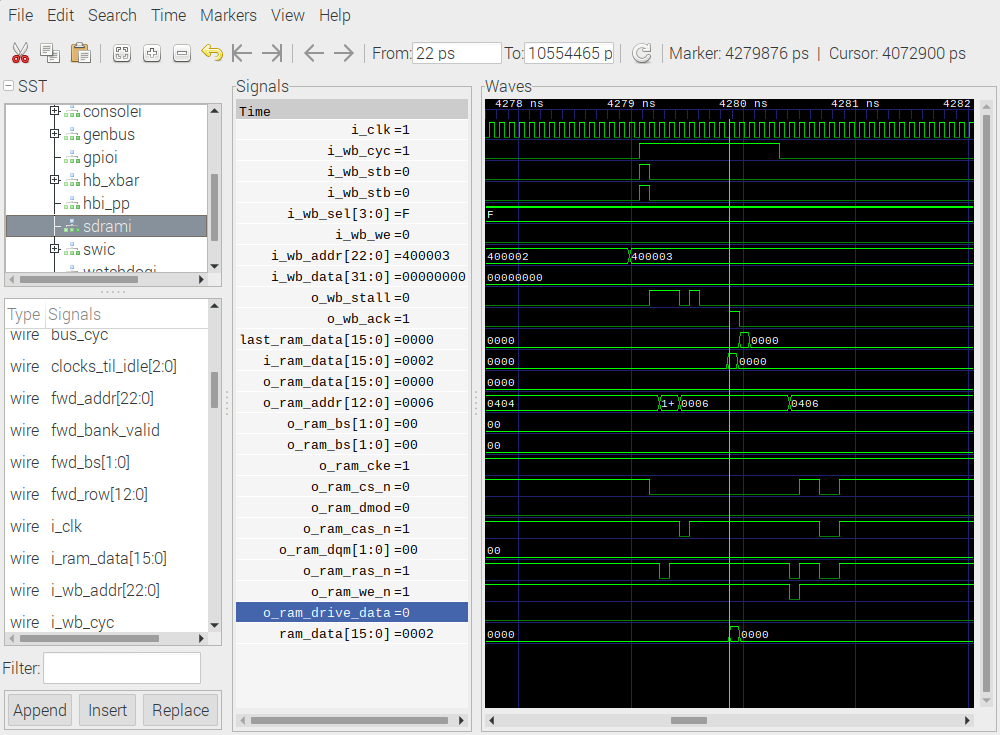 File Edit Search Time Markers View Help
From: 22 ps To: 10554465 p Marker: 4279876 ps | Cursor: 4072900 ps
SST
consolei
genbus
gpioi
hb_xbar
hbi_pp
sdrami
swic
watchdogi
Type Signals
wire bus_cyc
wire clocks_til_idle[2:0]
wire fwd_addr[22:0]
wire fwd_bank_valid
wire fwd_bs[1:0]
wire fwd_row[12:0]
wire i_clk
wire i_ram_data[15:0]
wire i_wb_addr[22:0]
wire i_wb_cyc
Filter:
Append Insert Replace
Signals
Time
i_clk=1
i_wb_cyc=1
i_wb_stb=0
i_wb_stb=0
i_wb_sel[3:0]=F
i_wb_we=0
i_wb_addr[22:0]=400003
i_wb_data[31:0]=00000000
o_wb_stall=0
o_wb_ack=1
last_ram_data[15:0]=0000
i_ram_data[15:0]=0002
o_ram_data[15:0]=0000
o_ram_addr[12:0]=0006
o_ram_bs[1:0]=00
o_ram_bs[1:0]=00
o_ram_cke=1
o_ram_cs_n=0
o_ram_dmod=0
o_ram_cas_n=1
o_ram_dqm[1:0]=00
o_ram_ras_n=1
o_ram_we_n=1
o_ram_drive_data=0
ram_data[15:0]=0002
Waves
4278 ns 4279 ns 4280 ns 4281 ns 4282
F
400002 400003
00000000
0000 0000
0000 0000
0000
0404 1+ 0006 0406
00
00
00
0000 0000